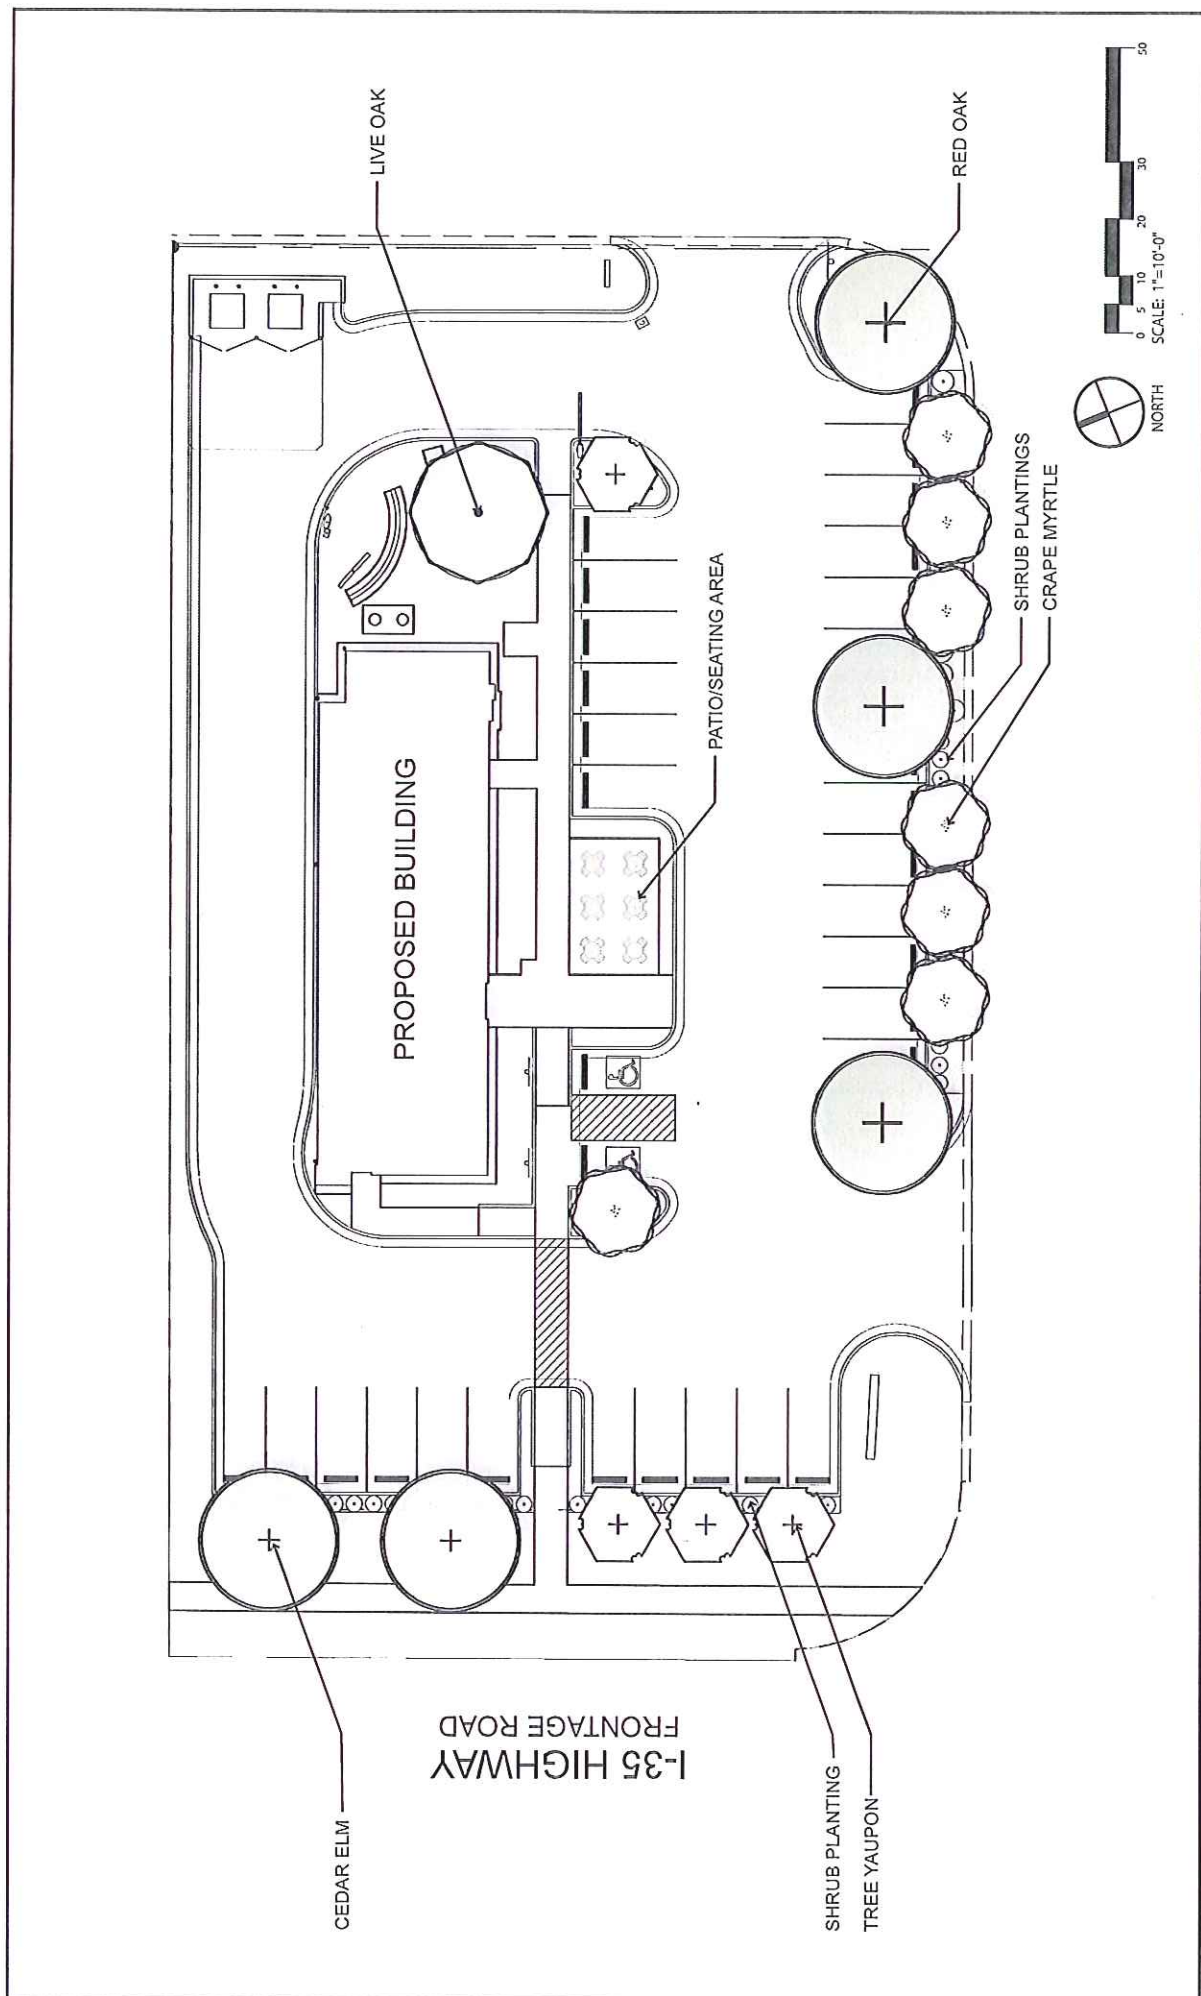 LIVE OAK
RED OAK
PROPOSED BUILDING
PATIO/SEATING AREA
SHRUB PLANTINGS
CRAPE MYRTLE
NORTH
0 5 10 20 30 50
SCALE: 1"=10'-0"
I-35 HIGHWAY
FRONTAGE ROAD
CEDAR ELM
SHRUB PLANTING
TREE YAUPON